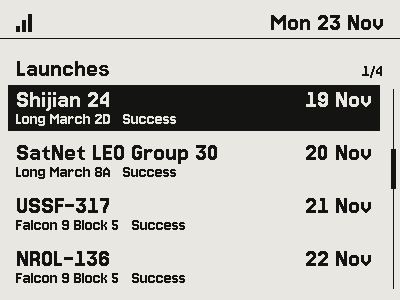 Mon 23 Nov
Launches 1/4
Shijian 24 19 Nov
Long March 2D Success
SatNet LEO Group 30 20 Nov
Long March 8A Success
USSF-317 21 Nov
Falcon 9 Block 5 Success
NROL-136 22 Nov
Falcon 9 Block 5 Success